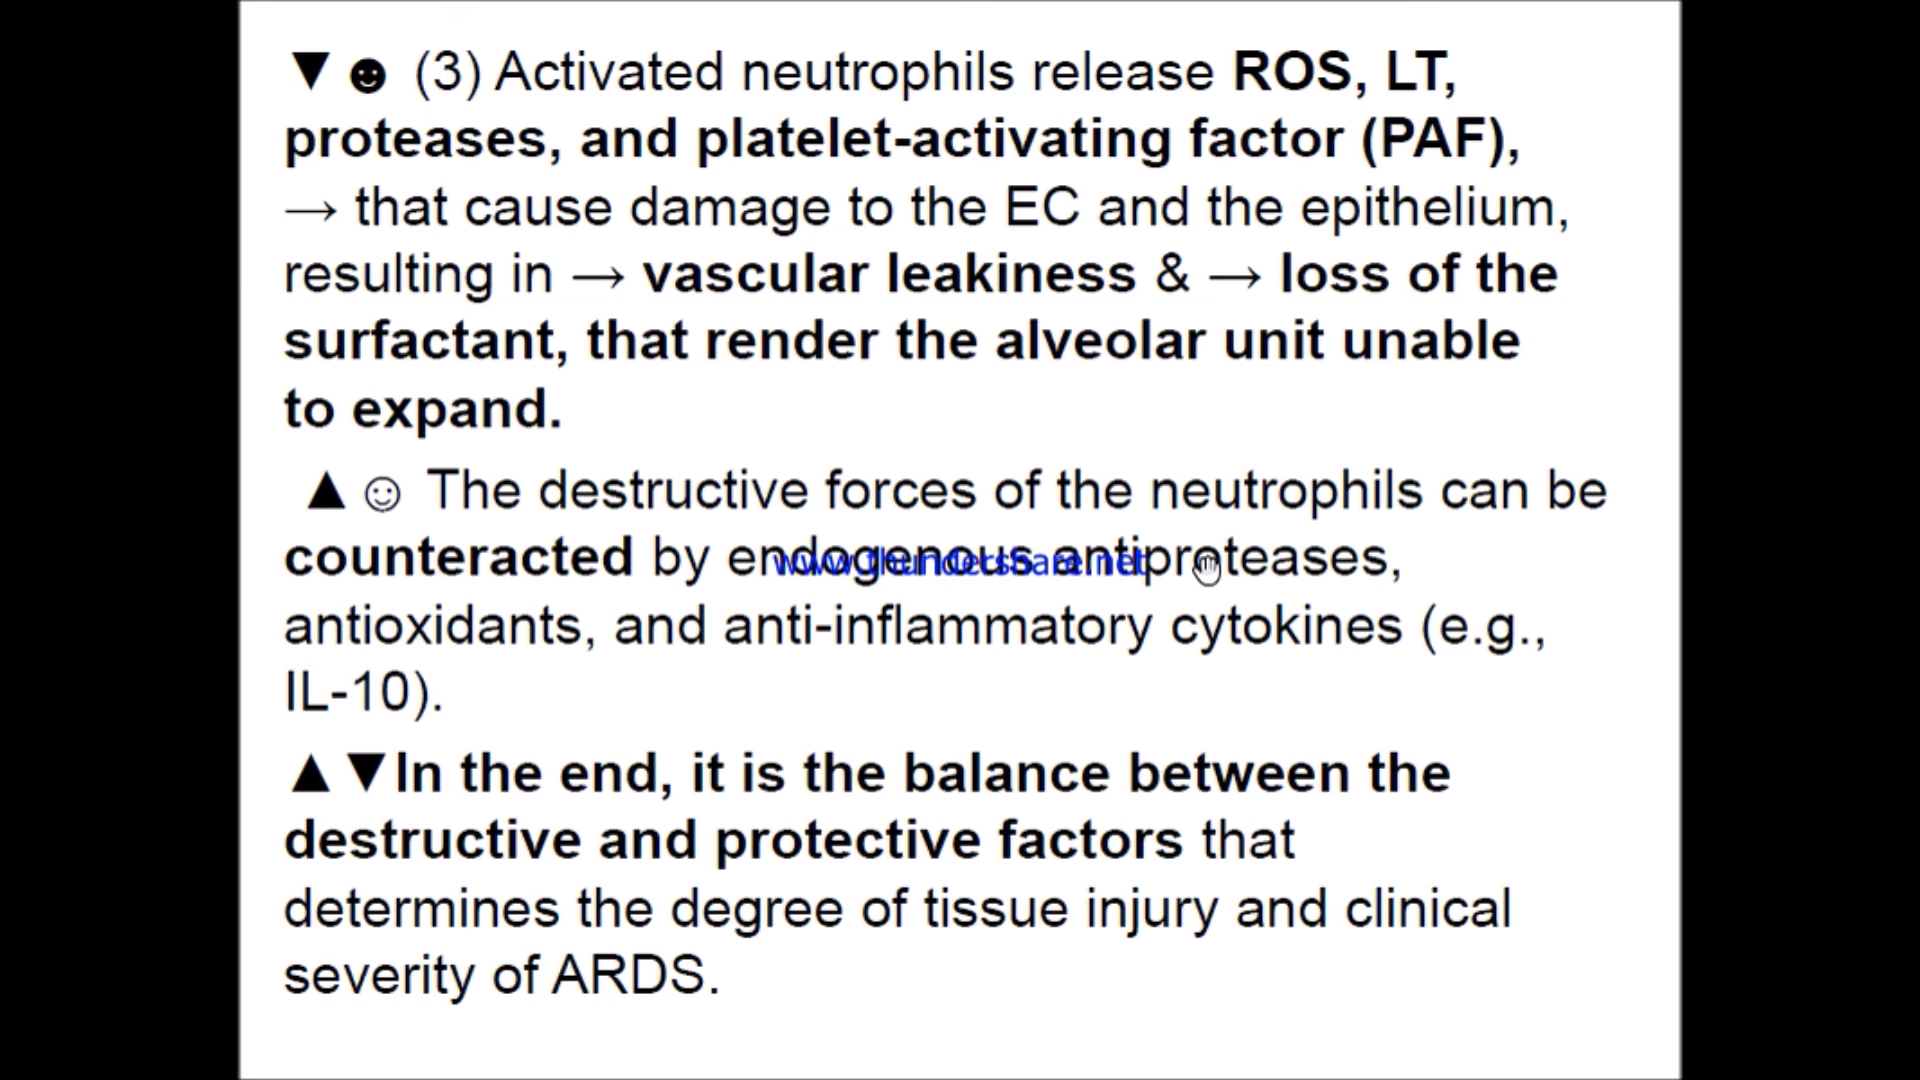 ▼☻ (3) Activated neutrophils release ROS, LT,
proteases, and platelet-activating factor (PAF),
→ that cause damage to the EC and the epithelium,
resulting in → vascular leakiness & → loss of the
surfactant, that render the alveolar unit unable
to expand.
▲☺ The destructive forces of the neutrophils can be
counteracted by endogenous antiproteases,
www.thundershare.net
antioxidants, and anti-inflammatory cytokines (e.g.,
IL-10).
▲▼In the end, it is the balance between the
destructive and protective factors that
determines the degree of tissue injury and clinical
severity of ARDS.